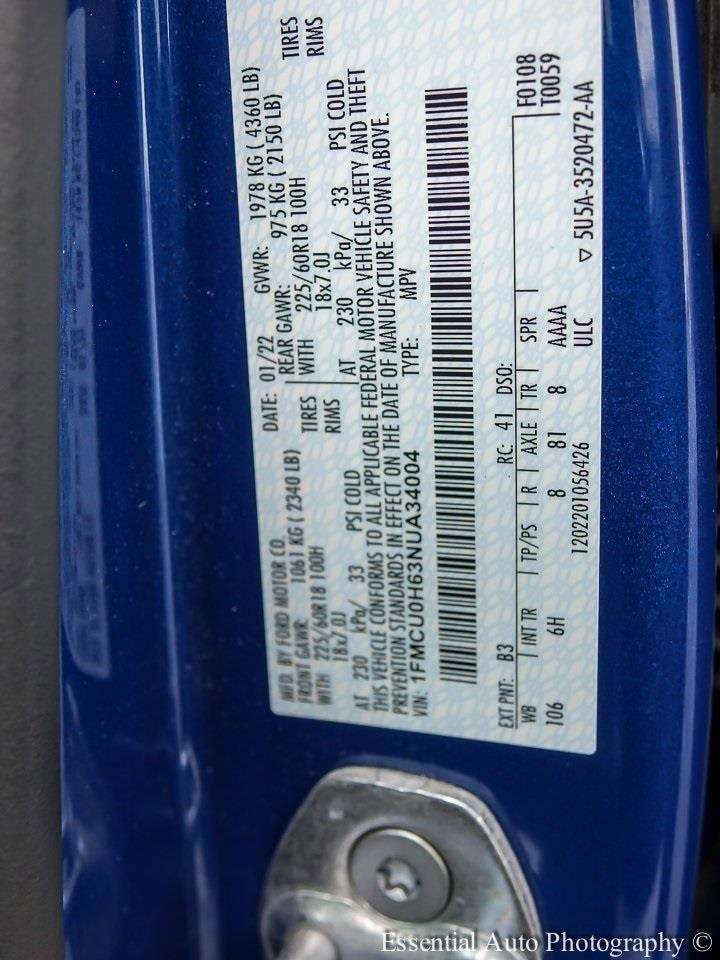 MFD. BY FORD MOTOR CO.
DATE: 01/22 GVWR: 1978 KG ( 4360 LB)
FRONT GAWR: 1061 KG ( 2340 LB)
REAR GAWR: 975 KG ( 2150 LB)
WITH 225/60R18 100H TIRES
WITH 225/60R18 100H TIRES
18x7.0J RIMS
18x7.0J RIMS
AT 230 kPa/ 33 PSI COLD
AT 230 kPa/ 33 PSI COLD
THIS VEHICLE CONFORMS TO ALL APPLICABLE FEDERAL MOTOR VEHICLE SAFETY AND THEFT
PREVENTION STANDARDS IN EFFECT ON THE DATE OF MANUFACTURE SHOWN ABOVE.
VIN: 1FMCU0H63NUA34004 TYPE: MPV
EXT PNT: B3 RC: 41 DSO: F0108
T0059
WB INT TR TP/PS R AXLE TR SPR
106 6H 8 81 8 AAAA
ULC
1202201056426
▽ 5U5A-3520472-AA
Essential Auto Photography ©